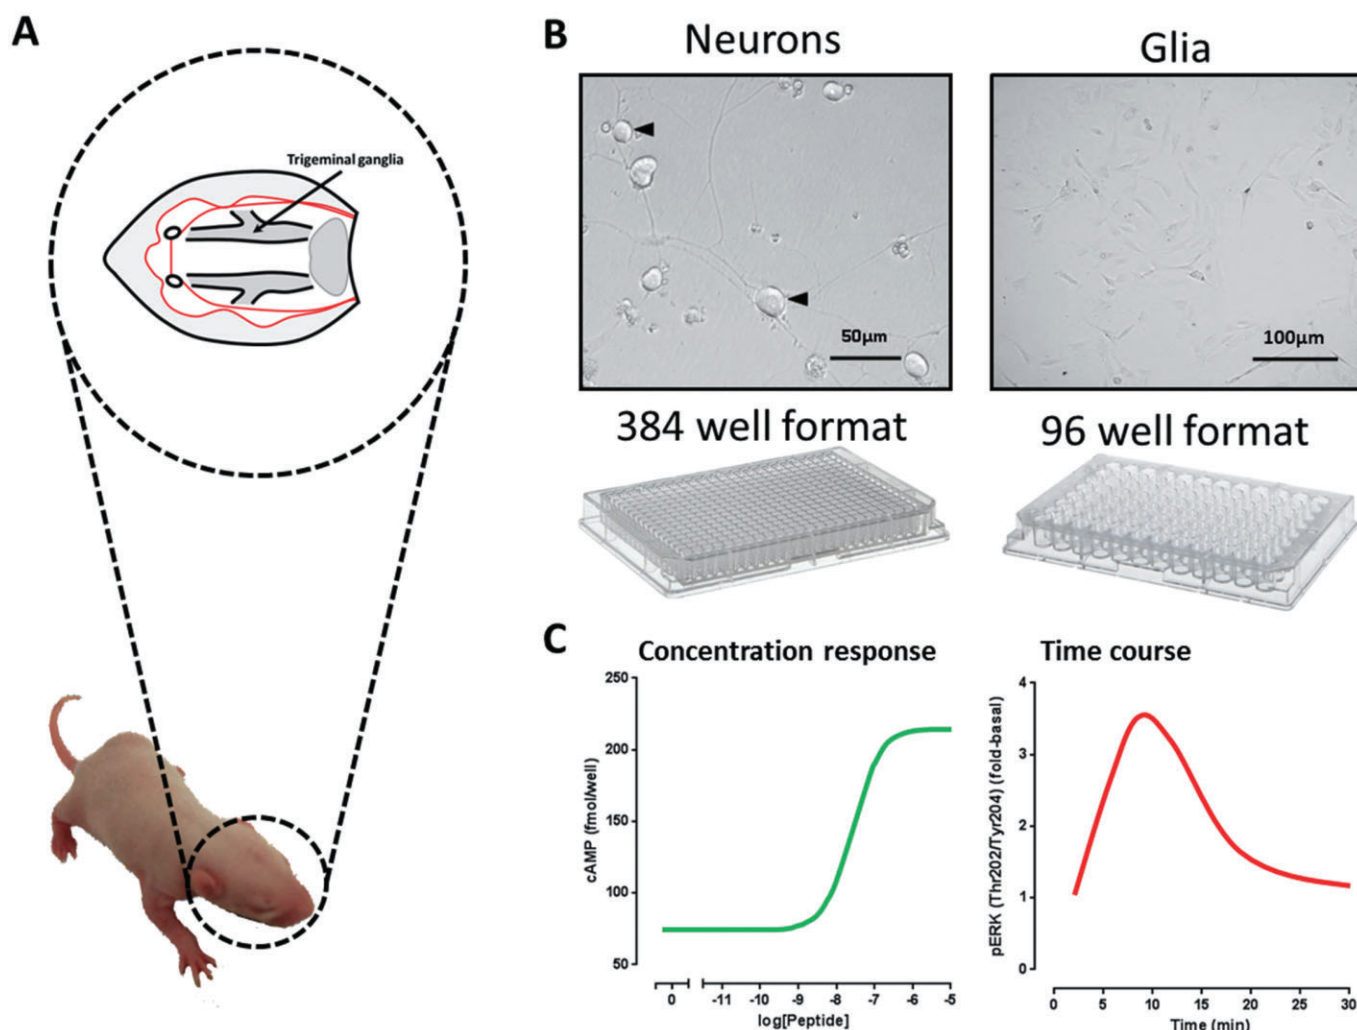 A
Trigeminal ganglia
B
Neurons
Glia
50μm
100μm
384 well format
96 well format
C
Concentration response
Time course
250
200
150
100
50
cAMP (fmol/well)
0 -11 -10 -9 -8 -7 -6 -5
log[Peptide]
4
3
2
1
0
pERK (Thr202/Tyr204) (fold-basal)
0 5 10 15 20 25 30
Time (min)